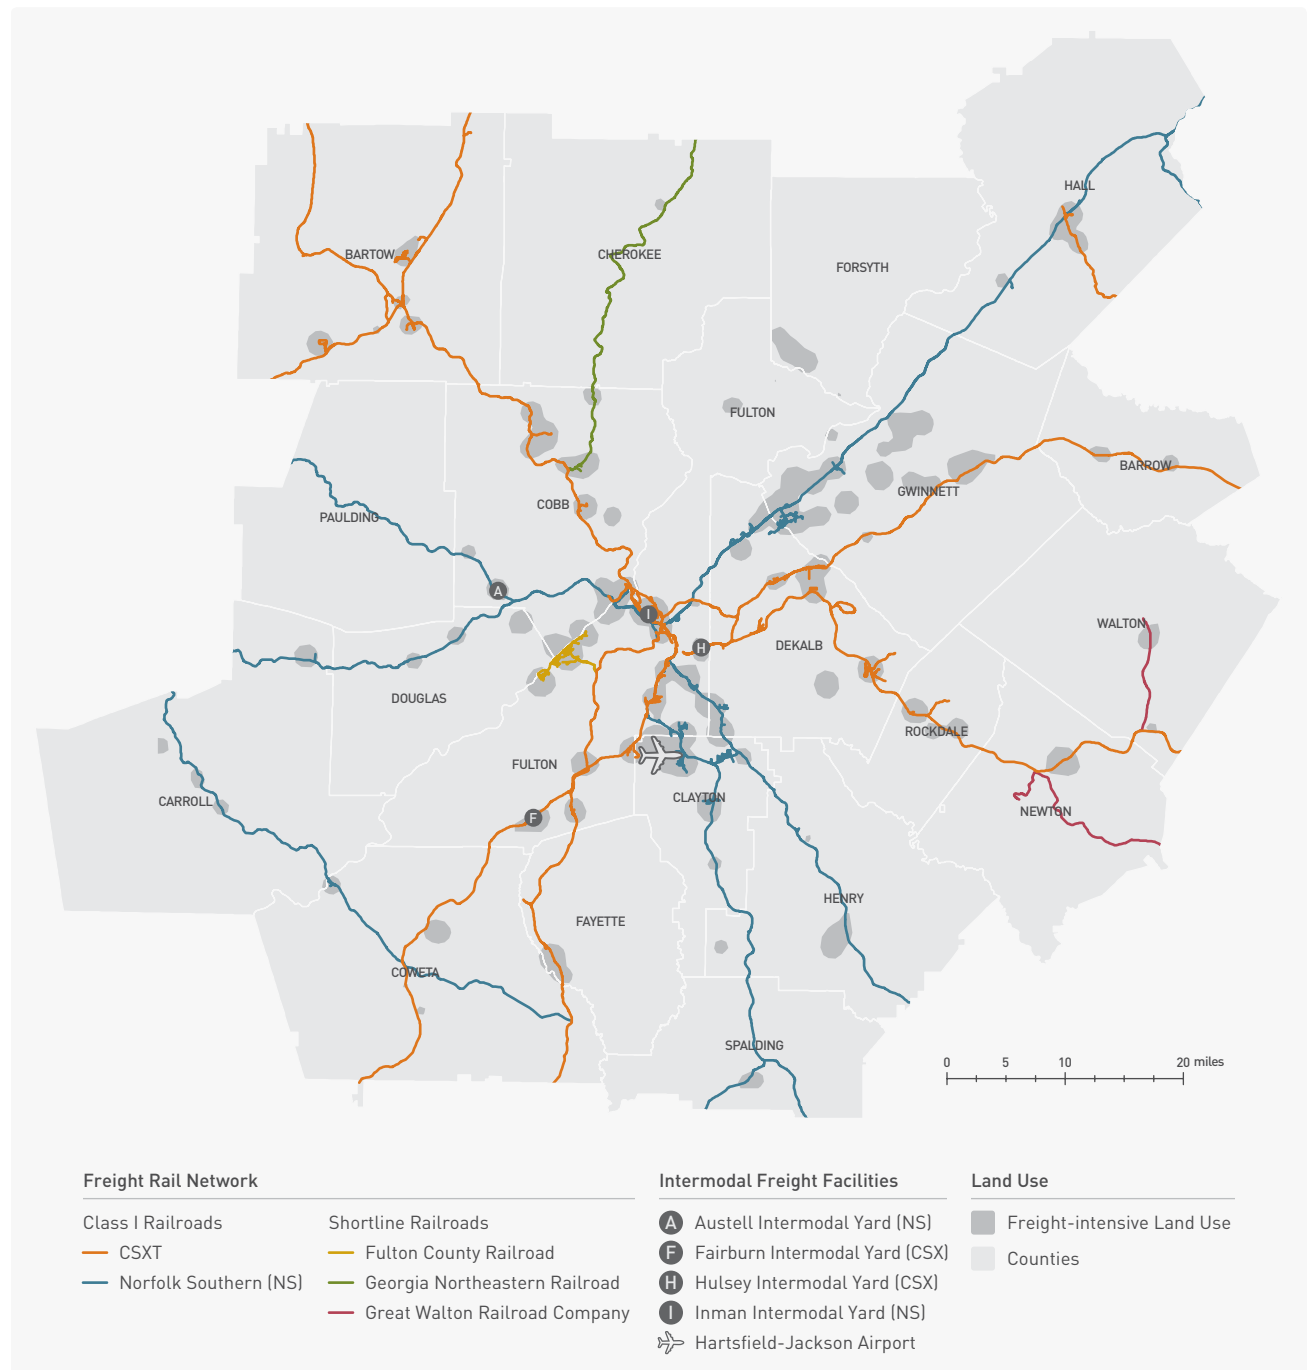 HALL
BARTOW
CHEROKEE
FORSYTH
FULTON
BARROW
GWINNETT
COBB
PAULDING
A
I
WALTON
H
DEKALB
DOUGLAS
ROCKDALE
FULTON
CLAYTON
CARROLL
NEWTON
F
HENRY
FAYETTE
COWETA
SPALDING
0 5 10 20 miles
Freight Rail Network
Class I Railroads
CSXT
Norfolk Southern (NS)
Shortline Railroads
Fulton County Railroad
Georgia Northeastern Railroad
Great Walton Railroad Company
Intermodal Freight Facilities
A Austell Intermodal Yard (NS)
F Fairburn Intermodal Yard (CSX)
H Hulsey Intermodal Yard (CSX)
I Inman Intermodal Yard (NS)
Hartsfield-Jackson Airport
Land Use
Freight-intensive Land Use
Counties